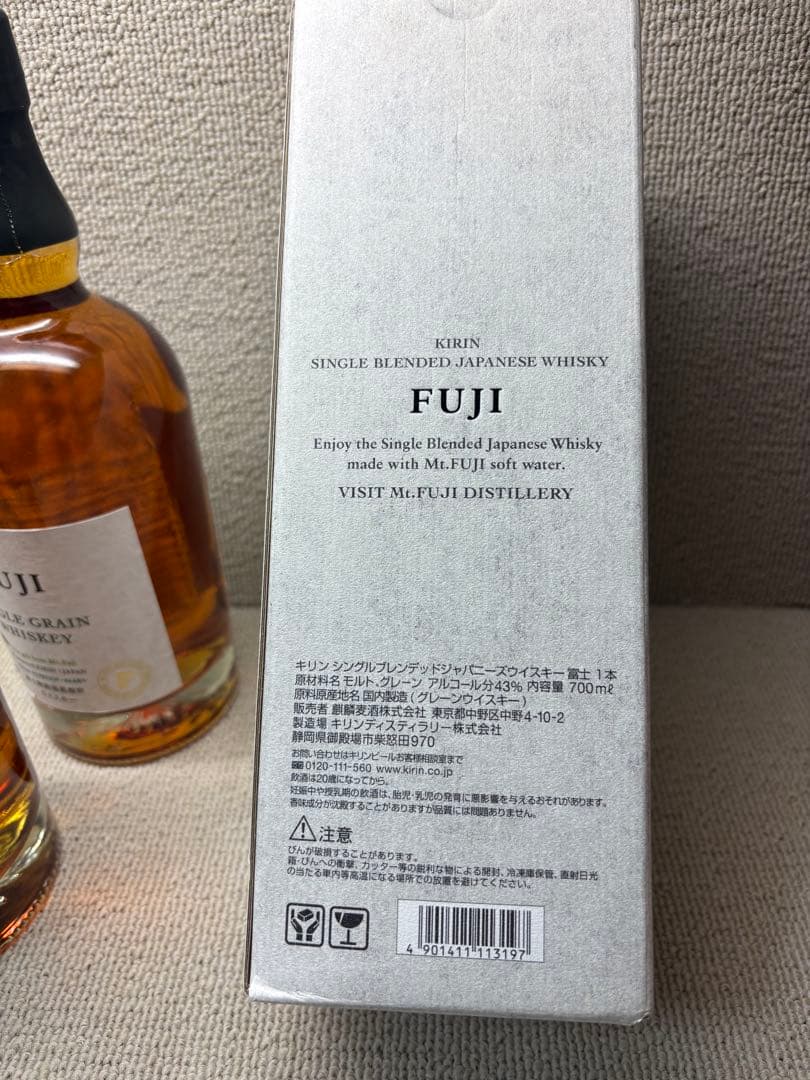 KIRIN
SINGLE BLENDED JAPANESE WHISKY
FUJI
Enjoy the Single Blended Japanese Whisky
made with Mt.FUJI soft water.
VISIT Mt.FUJI DISTILLERY
キリン シングルブレンデッドジャパニーズウイスキー 富士 1本
原材料名 モルト、グレーン アルコール分43% 内容量 700mℓ
原料原産地名 国内製造(グレーンウイスキー)
販売者 麒麟麦酒株式会社 東京都中野区中野4-10-2
製造場 キリンディスティラリー株式会社
静岡県御殿場市柴怒田970
お問い合わせはキリンビールお客様相談室まで
0120-111-560 www.kirin.co.jp
飲酒は20歳になってから。
妊娠中や授乳期の飲酒は、胎児・乳児の発育に悪影響を与えるおそれがあります。
香味成分が沈殿することがありますが品質には問題ありません。
注意
びんが破損することがあります。
箱・びんへの衝撃、カッター等の鋭利な物による開封、冷凍庫保管、直射日光
の当たる車内等高温になる場所での放置を避けてください。
4 901411 113197
UJI
GLE GRAIN
WHISKEY